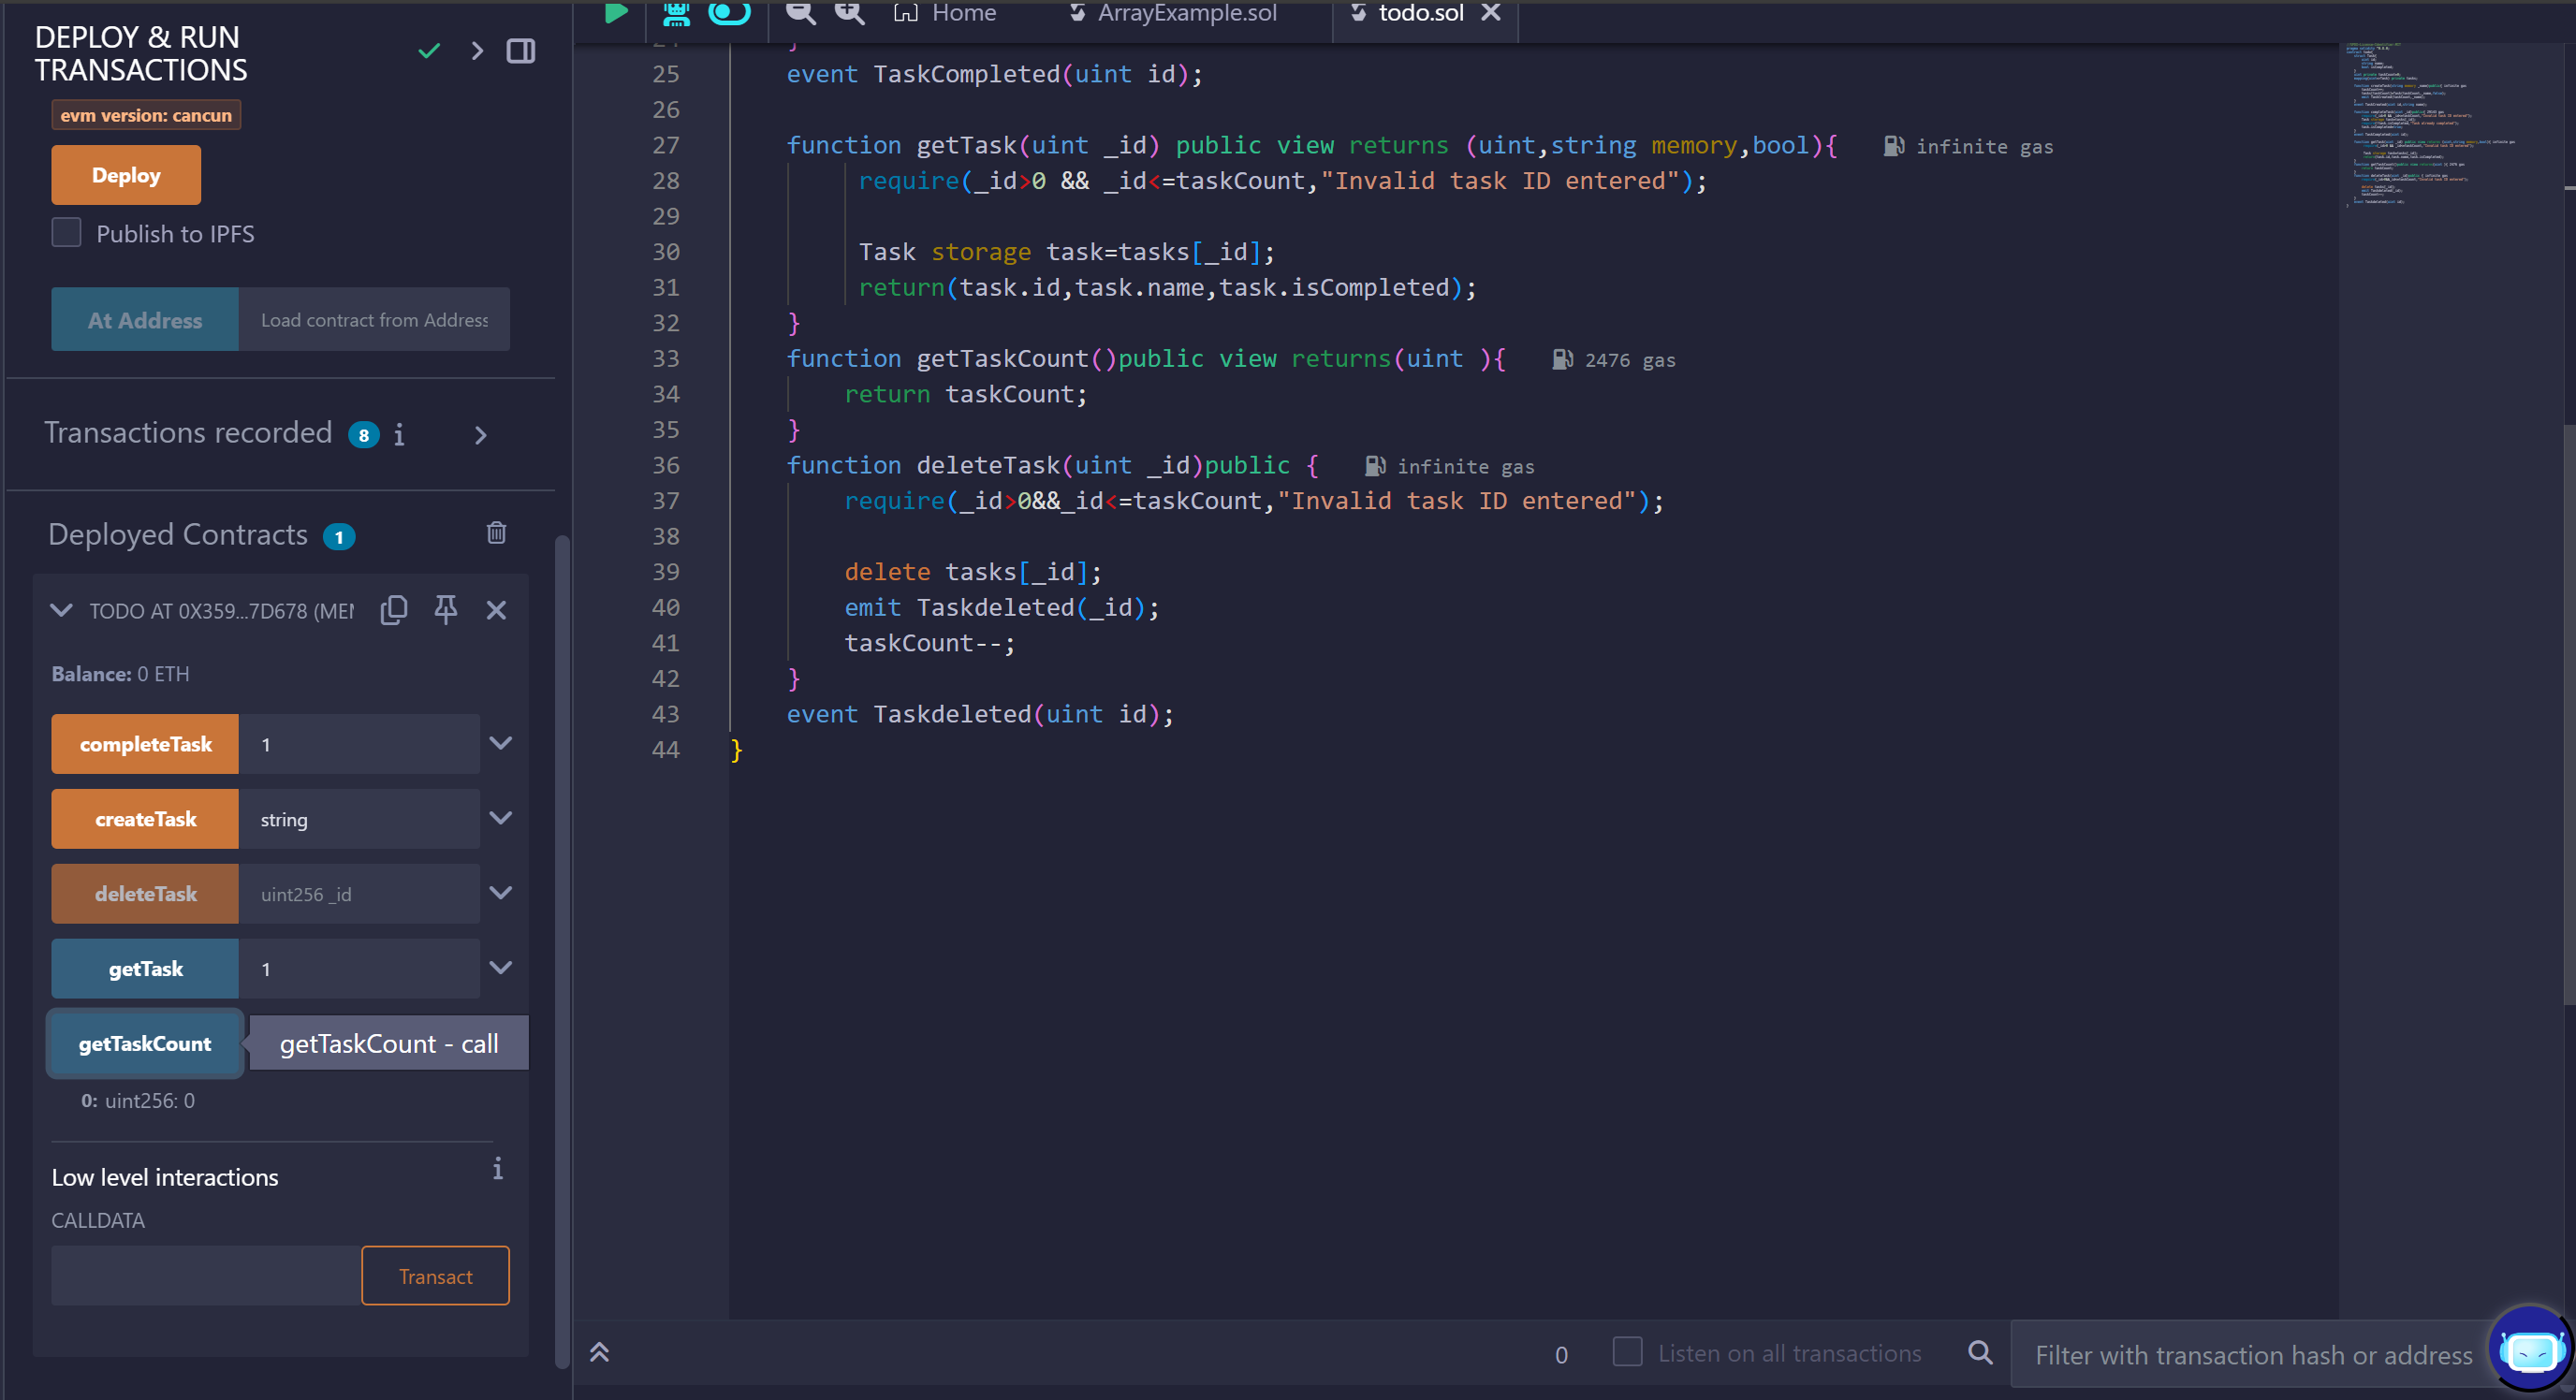 DEPLOY & RUN
TRANSACTIONS
evm version: cancun
Deploy
Publish to IPFS
At Address
Load contract from Address
Transactions recorded 8 i
Deployed Contracts 1
TODO AT 0X359...7D678 (MEM
Balance: 0 ETH
completeTask 1
createTask string
deleteTask uint256 _id
getTask 1
getTaskCount getTaskCount - call
0: uint256: 0
Low level interactions i
CALLDATA
Transact
Home ArrayExample.sol todo.sol
24 }
25 event TaskCompleted(uint id);
26
27 function getTask(uint _id) public view returns (uint,string memory,bool){ infinite gas
28 require(_id>0 && _id<=taskCount,"Invalid task ID entered");
29
30 Task storage task=tasks[_id];
31 return(task.id,task.name,task.isCompleted);
32 }
33 function getTaskCount()public view returns(uint ){ 2476 gas
34 return taskCount;
35 }
36 function deleteTask(uint _id)public { infinite gas
37 require(_id>0&&_id<=taskCount,"Invalid task ID entered");
38
39 delete tasks[_id];
40 emit Taskdeleted(_id);
41 taskCount--;
42 }
43 event Taskdeleted(uint id);
44 }
0 Listen on all transactions Filter with transaction hash or address